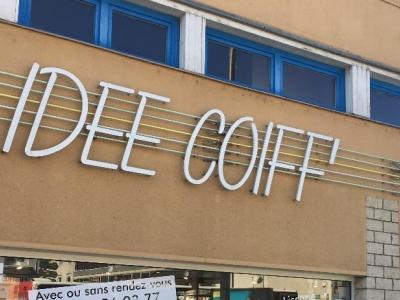 IDEE COIFF'
Avec ou sans rendez vous